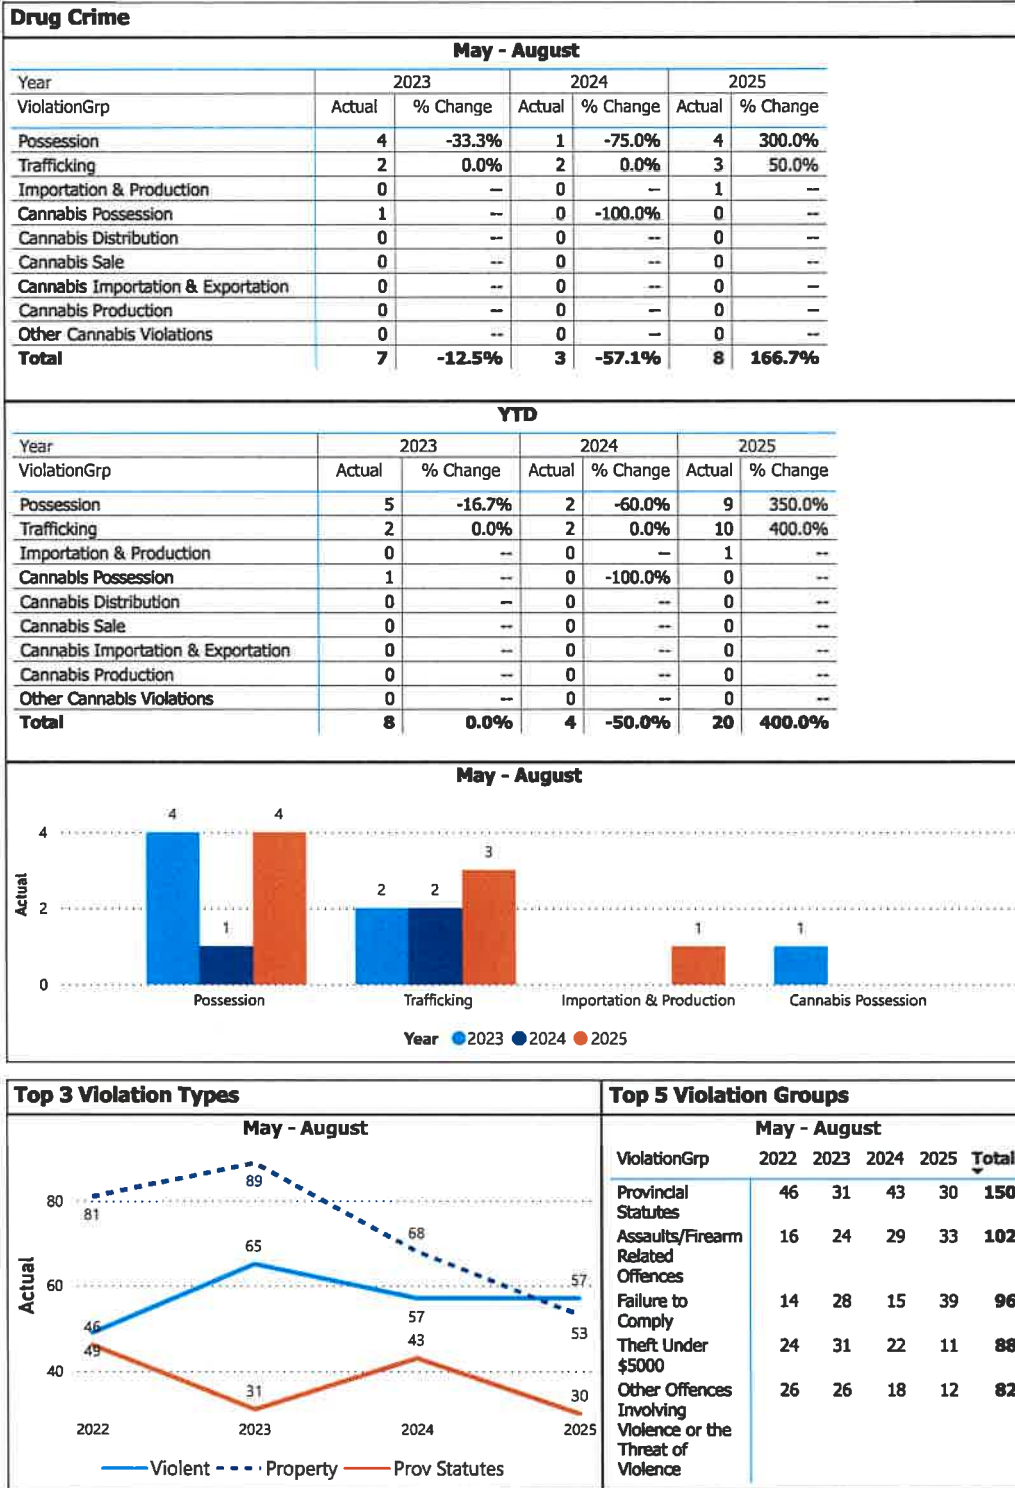 Drug Crime
May - August
Year 2023 2024 2025
ViolationGrp Actual % Change Actual % Change Actual % Change
Possession 4 -33.3% 1 -75.0% 4 300.0%
Trafficking 2 0.0% 2 0.0% 3 50.0%
Importation & Production 0 -- 0 -- 1 --
Cannabis Possession 1 -- 0 -100.0% 0 --
Cannabis Distribution 0 -- 0 -- 0 --
Cannabis Sale 0 -- 0 -- 0 --
Cannabis Importation & Exportation 0 -- 0 -- 0 --
Cannabis Production 0 -- 0 -- 0 --
Other Cannabis Violations 0 -- 0 -- 0 --
Total 7 -12.5% 3 -57.1% 8 166.7%
YTD
Year 2023 2024 2025
ViolationGrp Actual % Change Actual % Change Actual % Change
Possession 5 -16.7% 2 -60.0% 9 350.0%
Trafficking 2 0.0% 2 0.0% 10 400.0%
Importation & Production 0 -- 0 -- 1 --
Cannabis Possession 1 -- 0 -100.0% 0 --
Cannabis Distribution 0 -- 0 -- 0 --
Cannabis Sale 0 -- 0 -- 0 --
Cannabis Importation & Exportation 0 -- 0 -- 0 --
Cannabis Production 0 -- 0 -- 0 --
Other Cannabis Violations 0 -- 0 -- 0 --
Total 8 0.0% 4 -50.0% 20 400.0%
May - August
4 4
4
3
2 2
2
1 1 1
0
Actual
Possession Trafficking Importation & Production Cannabis Possession
Year 2023 2024 2025
Top 3 Violation Types
May - August
89
80
81
68
65
60
57
57
53
46
49
43
40
31
30
Actual
2022 2023 2024 2025
Violent Property Prov Statutes
Top 5 Violation Groups
May - August
ViolationGrp 2022 2023 2024 2025 Total
Provincial 46 31 43 30 150
Statutes
Assaults/Firearm 16 24 29 33 102
Related
Offences
Failure to 14 28 15 39 96
Comply
Theft Under 24 31 22 11 88
$5000
Other Offences 26 26 18 12 82
Involving
Violence or the
Threat of
Violence